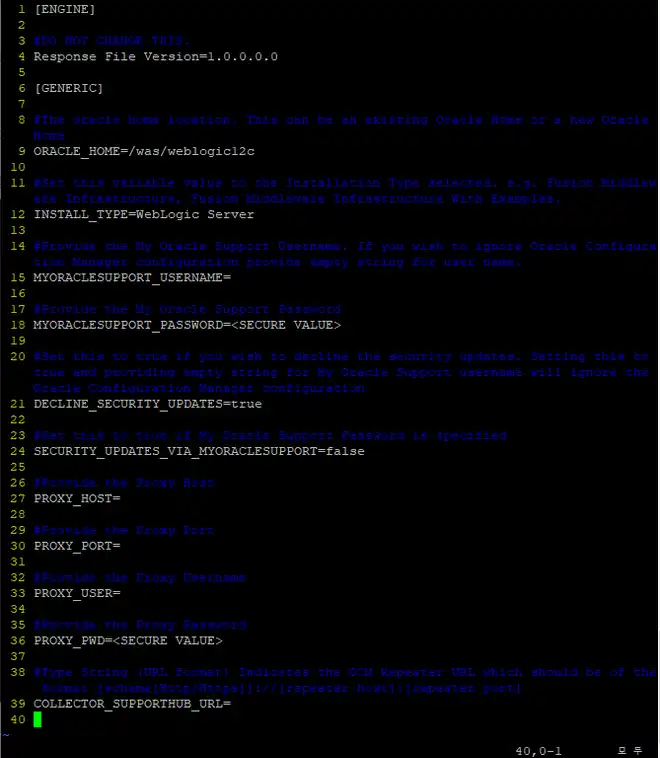 1 [ENGINE]
2
3 #DO NOT CHANGE THIS.
4 Response File Version=1.0.0.0.0
5
6 [GENERIC]
7
8 #The oracle home location. This can be an existing Oracle Home or a new Oracle
Home
9 ORACLE_HOME=/was/weblogic12c
10
11 #Set this variable value to the Installation Type selected. e.g. Fusion Middlew
are Infrastructure, Fusion Middleware Infrastructure With Examples.
12 INSTALL_TYPE=WebLogic Server
13
14 #Provide the My Oracle Support Username. If you wish to ignore Oracle Configura
tion Manager configuration provide empty string for user name.
15 MYORACLESUPPORT_USERNAME=
16
17 #Provide the My Oracle Support Password
18 MYORACLESUPPORT_PASSWORD=<SECURE VALUE>
19
20 #Set this to true if you wish to decline the security updates. Setting this to
true and providing empty string for My Oracle Support username will ignore the
Oracle Configuration Manager configuration
21 DECLINE_SECURITY_UPDATES=true
22
23 #Set this to true if My Oracle Support Password is specified
24 SECURITY_UPDATES_VIA_MYORACLESUPPORT=false
25
26 #Provide the Proxy Host
27 PROXY_HOST=
28
29 #Provide the Proxy Port
30 PROXY_PORT=
31
32 #Provide the Proxy Username
33 PROXY_USER=
34
35 #Provide the Proxy Password
36 PROXY_PWD=<SECURE VALUE>
37
38 #Type String (URL format) Indicates the OCM Repeater URL which should be of the
format [scheme[Http/Https]]://[repeater host]:[repeater port]
39 COLLECTOR_SUPPORTHUB_URL=
40
~
40,0-1 모두